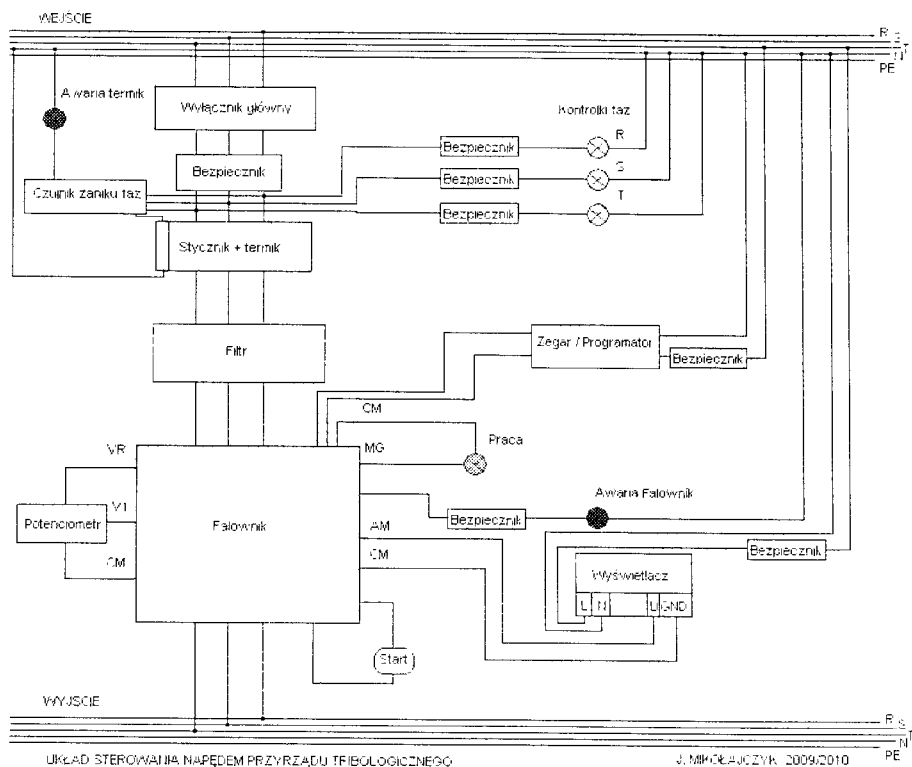 WEJŚCIE
R
S
T
N
PE
Awaria termik
Wyłącznik główny
Kontrolki faz
R
Bezpiecznik
Bezpiecznik
S
Bezpiecznik
Czujnik zaniku faz
T
Bezpiecznik
Stycznik + termik
Filtr
Zegar / Programator
Bezpiecznik
CM
VR
MG
Praca
Awaria Falownik
V1
Potencjometr
Falownik
AM
Bezpiecznik
Bezpiecznik
CM
CM
Wyświetlacz
L N U GND
Start
WYJŚCIE
R
S
T
N
PE
UKŁAD STEROWANIA NAPĘDEM PRZYRZĄDU TRIBOLOGICZNEGO
J. MIKOŁAJCZYK 2009/2010